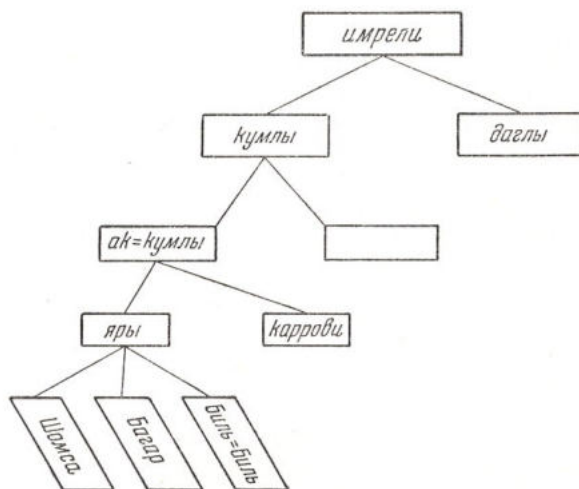 имрели
кумлы
даглы
ак=кумлы
яры
каррови
Шомса
Багар
Биль=биль